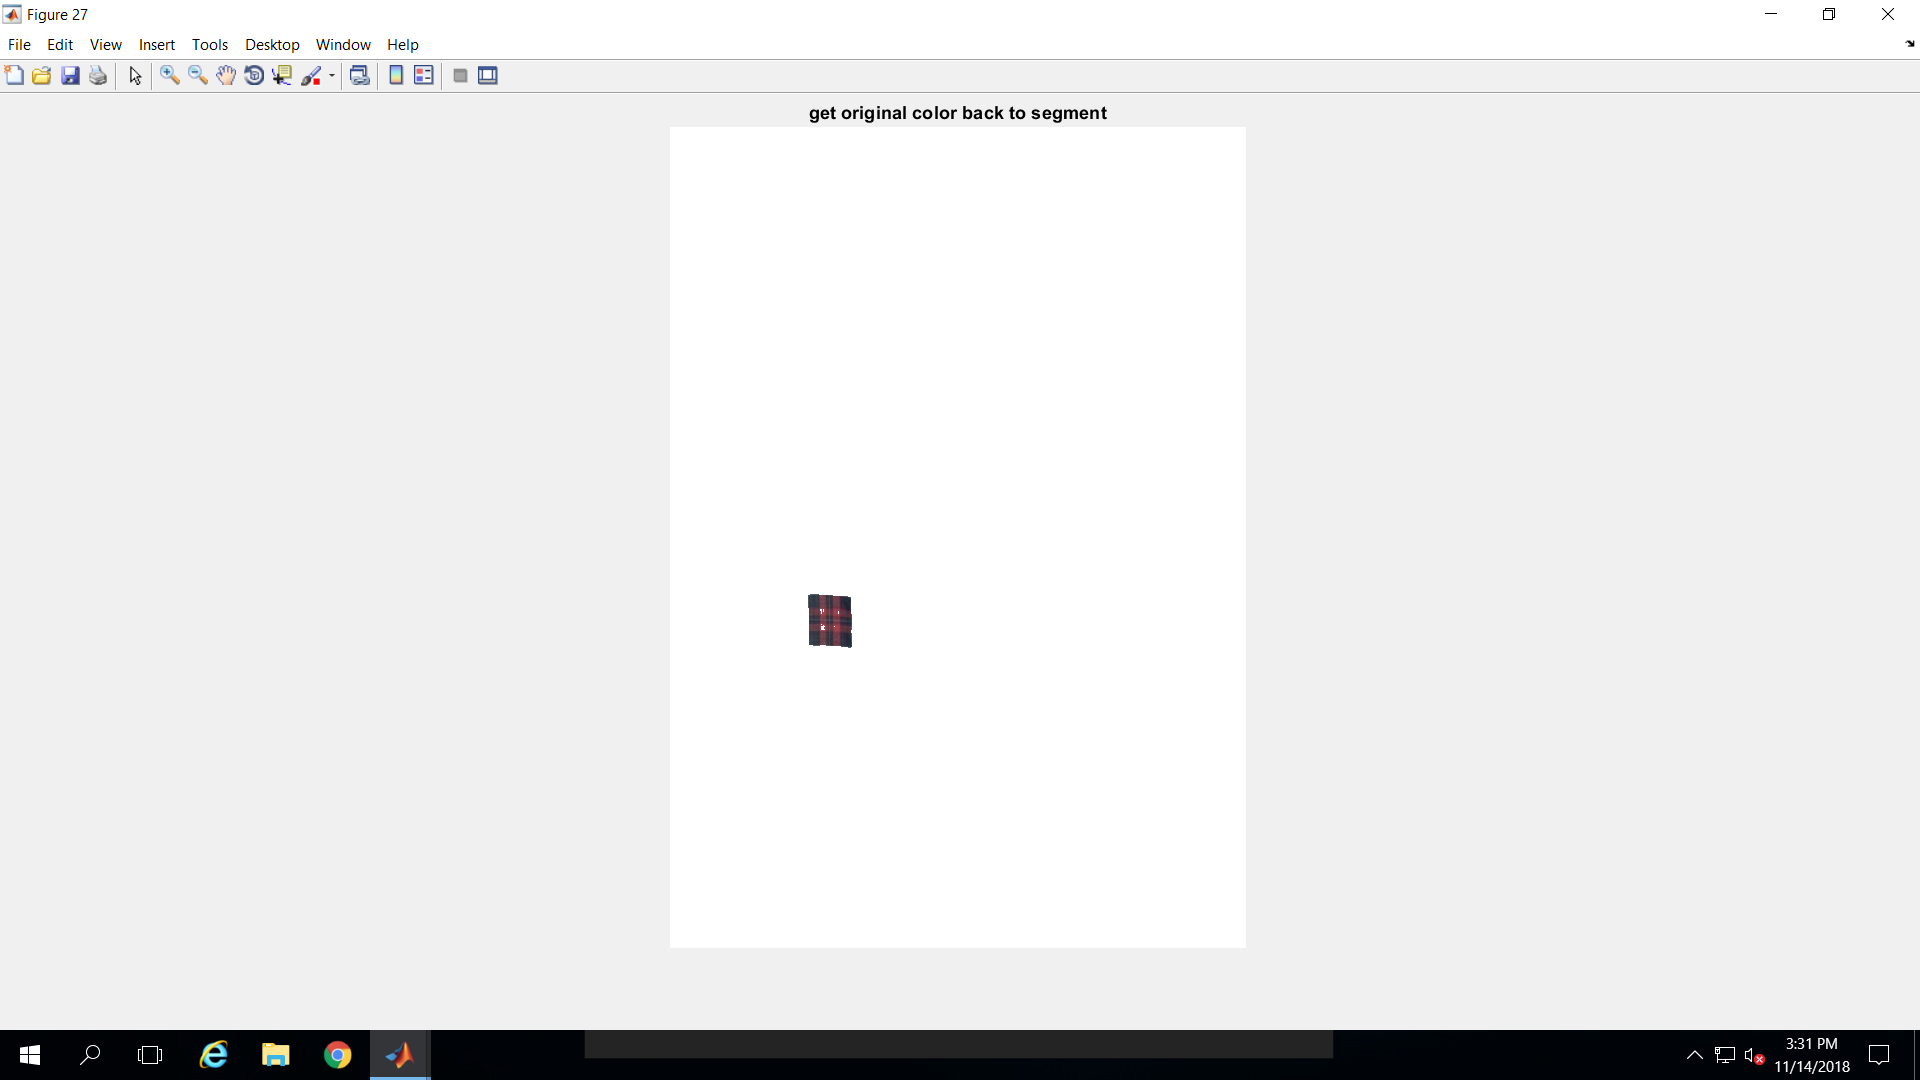 Figure 27
File Edit View Insert Tools Desktop Window Help
get original color back to segment
3:31 PM
11/14/2018